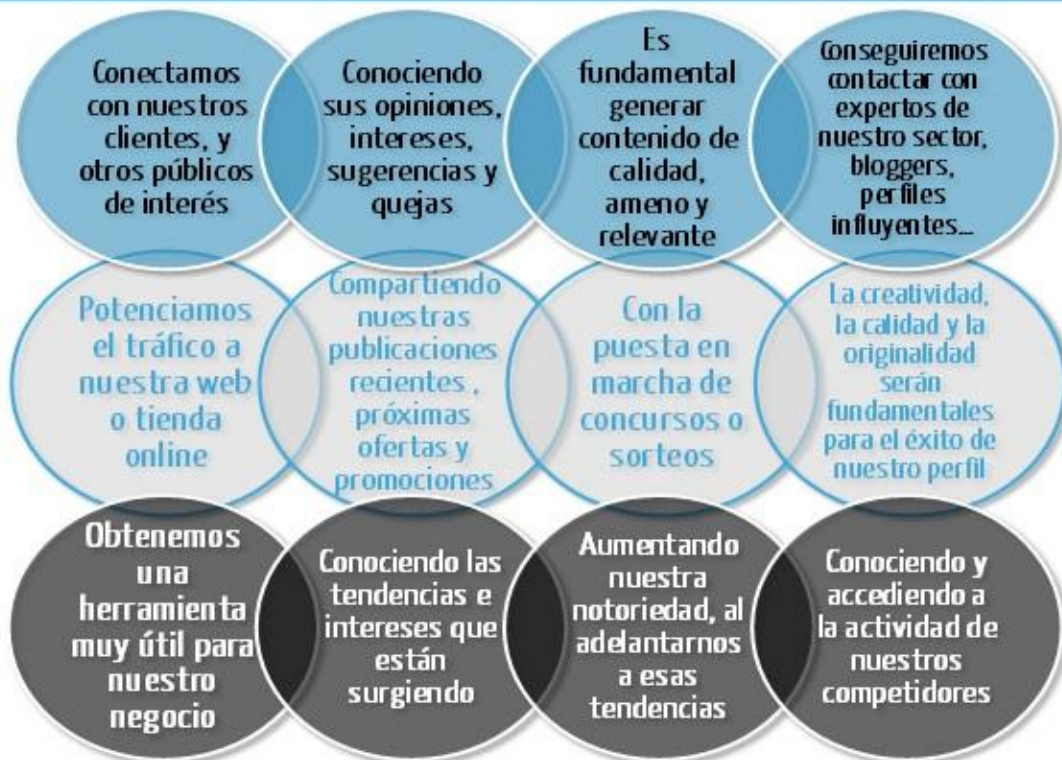 Conectamos
con nuestros
clientes, y
otros públicos
de interés
Conociendo
sus opiniones,
intereses,
sugerencias y
quejas
Es
fundamental
generar
contenido de
calidad,
ameno y
relevante
Conseguiremos
contactar con
expertos de
nuestro sector,
bloggers,
perfiles
influyentes...
Potenciamos
el tráfico a
nuestra web
o tienda
online
Compartiendo
nuestras
publicaciones
recientes ,
próximas
ofertas y
promociones
Con la
puesta en
marcha de
concursos o
sorteos
La creatividad,
la calidad y la
originalidad
serán
fundamentales
para el éxito de
nuestro perfil
Obtenemos
una
herramienta
muy útil para
nuestro
negocio
Conociendo las
tendencias e
intereses que
están
surgiendo
Aumentando
nuestra
notoriedad, al
adelantarnos
a esas
tendencias
Conociendo y
accediendo a
la actividad de
nuestros
competidores